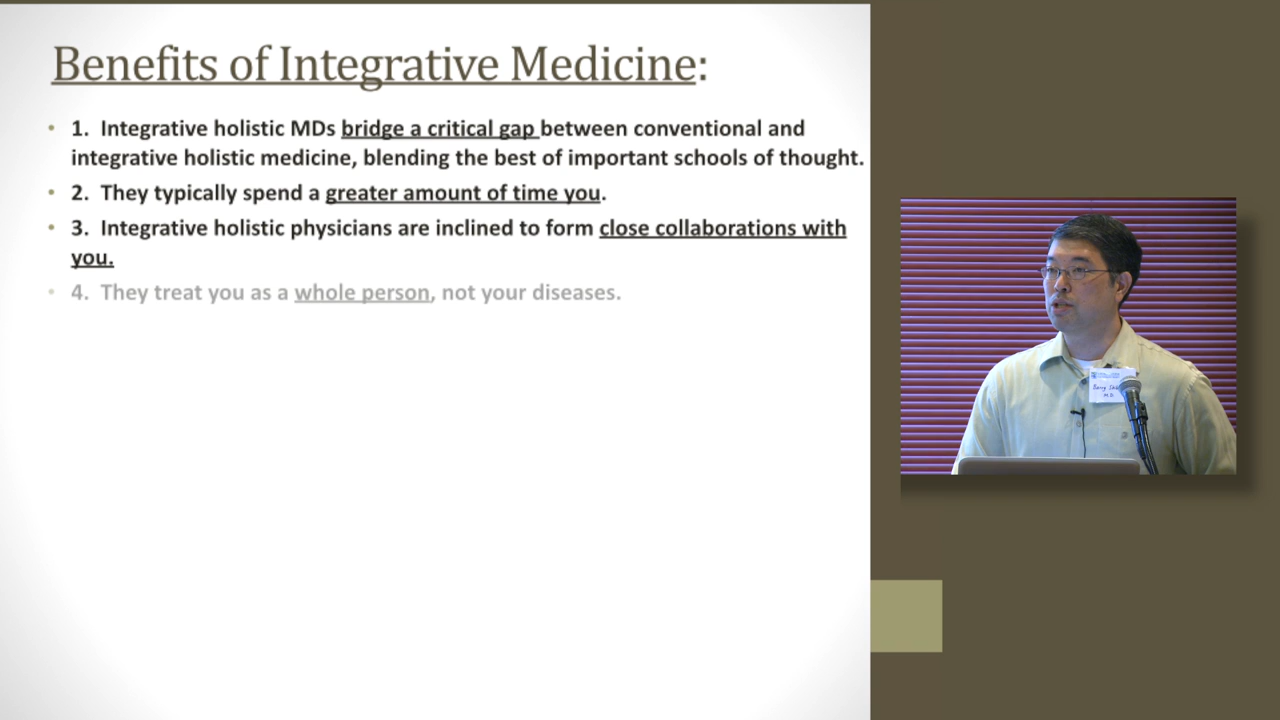 Benefits of Integrative Medicine:
• 1. Integrative holistic MDs bridge a critical gap between conventional and
integrative holistic medicine, blending the best of important schools of thought.
• 2. They typically spend a greater amount of time you.
• 3. Integrative holistic physicians are inclined to form close collaborations with
you.
• 4. They treat you as a whole person, not your diseases.
M.D.